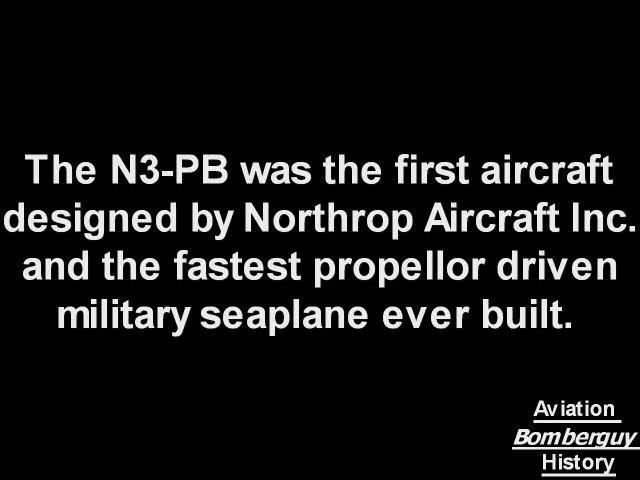 The N3-PB was the first aircraft
designed by Northrop Aircraft Inc.
and the fastest propellor driven
military seaplane ever built.
Aviation
Bomberguy
History